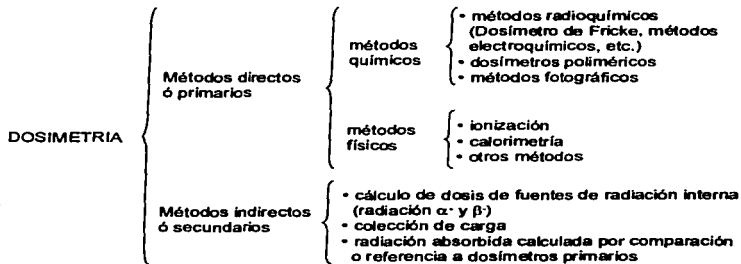 DOSIMETRIA
Métodos directos
ó primarios
métodos
químicos
• métodos radioquímicos
(Dosímetro de Fricke, métodos
electroquímicos, etc.)
• dosímetros poliméricos
• métodos fotográficos
métodos
físicos
• ionización
• calorimetría
• otros métodos
Métodos indirectos
ó secundarios
• cálculo de dosis de fuentes de radiación interna
(radiación α- y β-)
• colección de carga
• radiación absorbida calculada por comparación
o referencia a dosímetros primarios